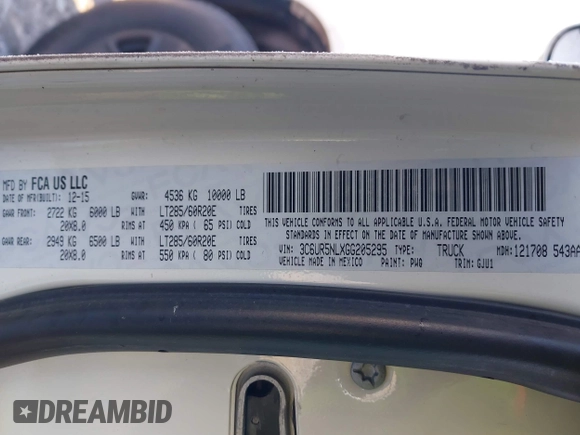 MFD BY FCA US LLC
DATE OF MFR(BUILT): 12-15 GVWR: 4536 KG 10000 LB
GAWR FRONT: 2722 KG 6000 LB WITH LT285/60R20E TIRES
20X8.0 RIMS AT 450 KPA ( 65 PSI) COLD
GAWR REAR: 2949 KG 6500 LB WITH LT285/60R20E TIRES
20X8.0 RIMS AT 550 KPA ( 80 PSI) COLD
THIS VEHICLE CONFORMS TO ALL APPLICABLE U.S.A. FEDERAL MOTOR VEHICLE SAFETY
STANDARDS IN EFFECT ON THE DATE OF MANUFACTURE SHOWN ABOVE.
VIN: 3C6UR5NLXGG205295 TYPE: TRUCK MDH: 121708 543AA
VEHICLE MADE IN MEXICO PAINT: PWG TRIM: GJU1
DREAMBID